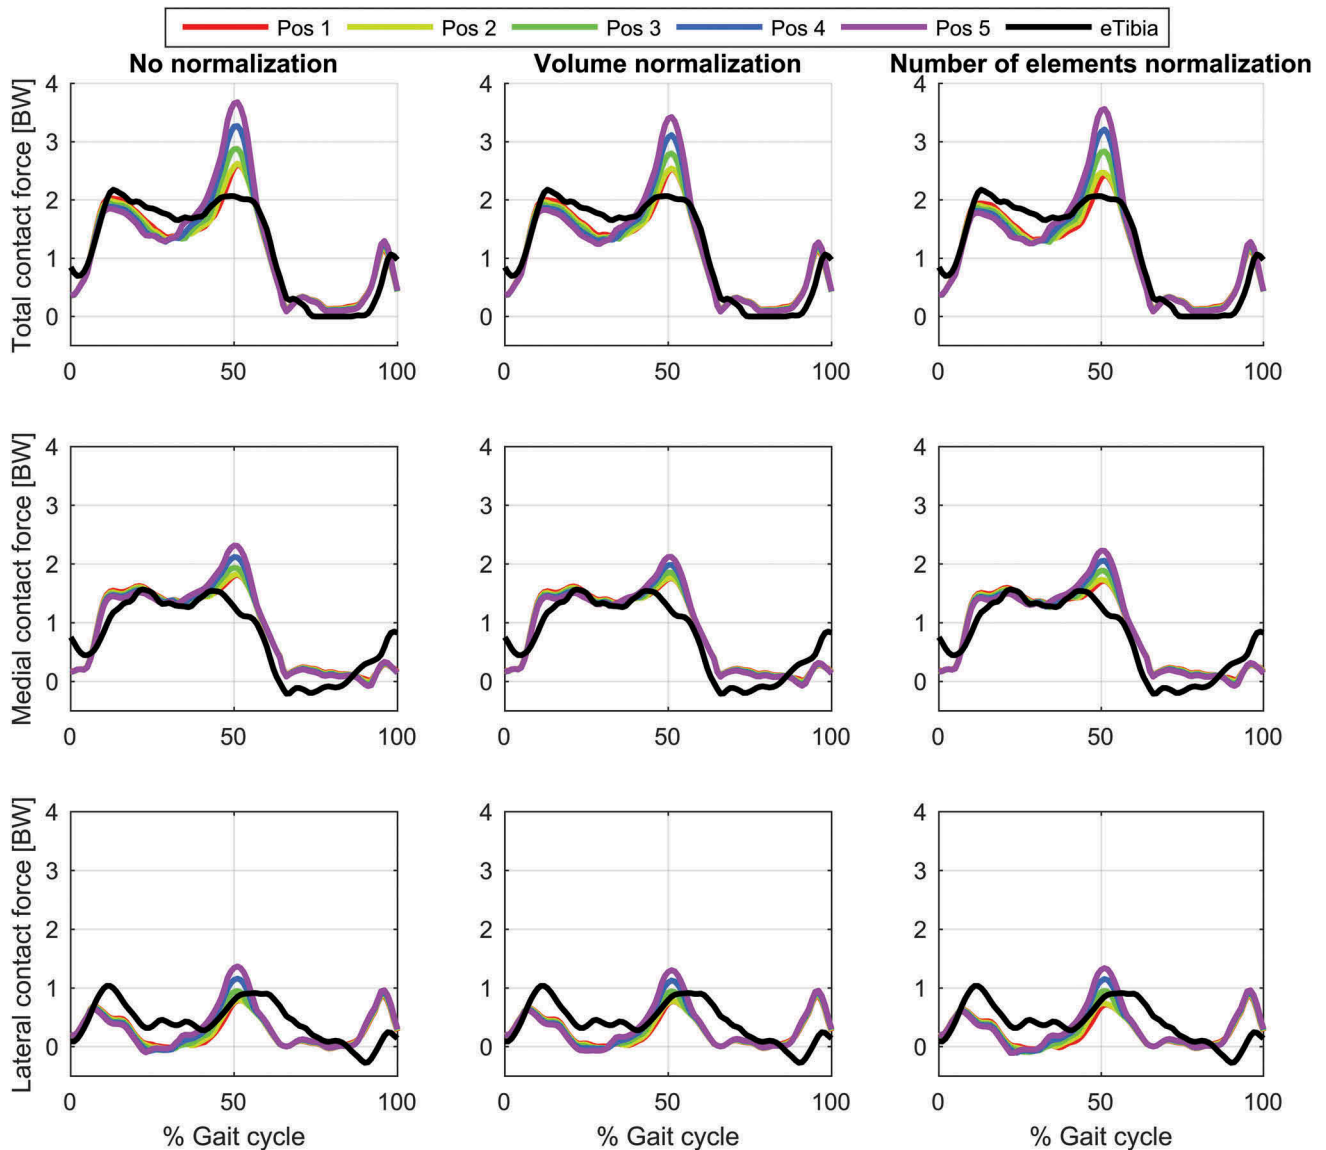 Pos 1 Pos 2 Pos 3 Pos 4 Pos 5 eTibia
No normalization Volume normalization Number of elements normalization
Total contact force [BW]
4 4 4
3 3 3
2 2 2
1 1 1
0 0 0
0 50 100 0 50 100 0 50 100
Medial contact force [BW]
4 4 4
3 3 3
2 2 2
1 1 1
0 0 0
0 50 100 0 50 100 0 50 100
Lateral contact force [BW]
4 4 4
3 3 3
2 2 2
1 1 1
0 0 0
0 50 100 0 50 100 0 50 100
% Gait cycle % Gait cycle % Gait cycle